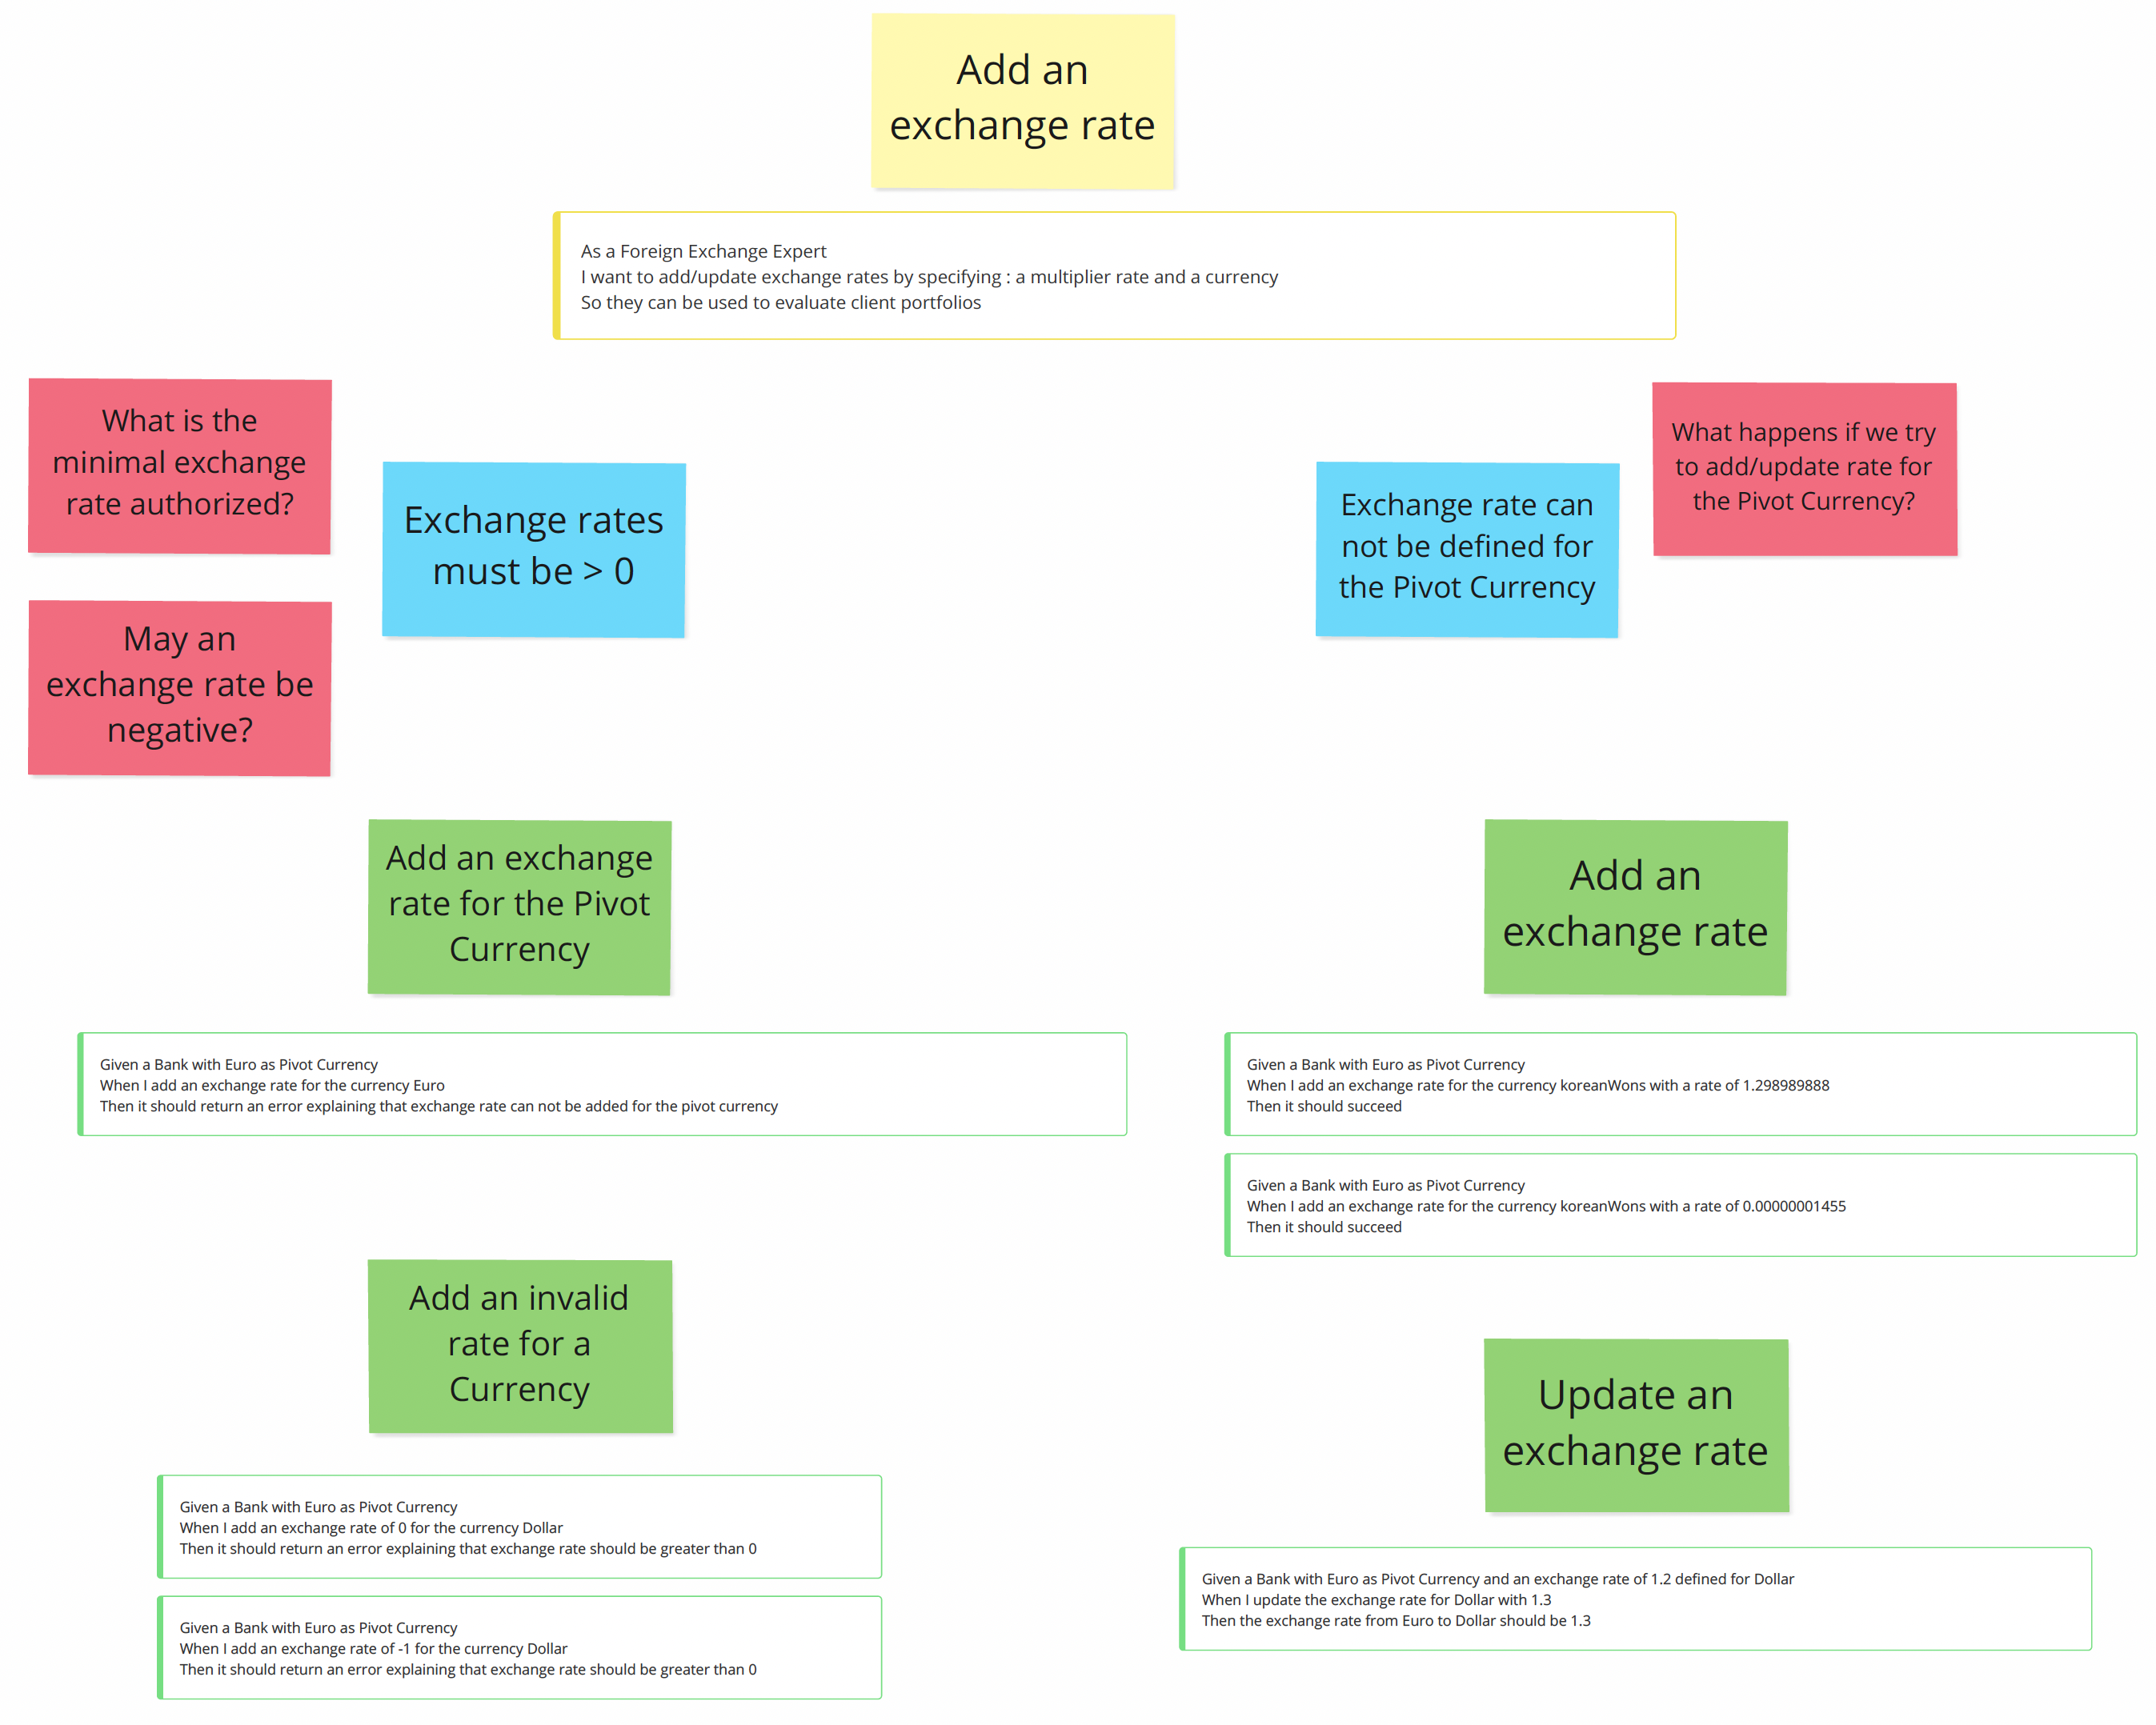 Add an
exchange rate
As a Foreign Exchange Expert
I want to add/update exchange rates by specifying : a multiplier rate and a currency
So they can be used to evaluate client portfolios
What is the
minimal exchange
rate authorized?
Exchange rates
must be > 0
May an
exchange rate be
negative?
Exchange rate can
not be defined for
the Pivot Currency
What happens if we try
to add/update rate for
the Pivot Currency?
Add an exchange
rate for the Pivot
Currency
Given a Bank with Euro as Pivot Currency
When I add an exchange rate for the currency Euro
Then it should return an error explaining that exchange rate can not be added for the pivot currency
Add an
exchange rate
Given a Bank with Euro as Pivot Currency
When I add an exchange rate for the currency koreanWons with a rate of 1.298989888
Then it should succeed
Given a Bank with Euro as Pivot Currency
When I add an exchange rate for the currency koreanWons with a rate of 0.00000001455
Then it should succeed
Add an invalid
rate for a
Currency
Given a Bank with Euro as Pivot Currency
When I add an exchange rate of 0 for the currency Dollar
Then it should return an error explaining that exchange rate should be greater than 0
Given a Bank with Euro as Pivot Currency
When I add an exchange rate of -1 for the currency Dollar
Then it should return an error explaining that exchange rate should be greater than 0
Update an
exchange rate
Given a Bank with Euro as Pivot Currency and an exchange rate of 1.2 defined for Dollar
When I update the exchange rate for Dollar with 1.3
Then the exchange rate from Euro to Dollar should be 1.3